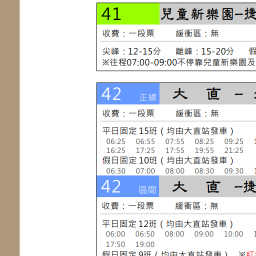 41 兒童新樂園－捷
收費：一段票 緩衝區：無
尖峰：12-15分 離峰：15-20分
※往程07:00-09:00不停靠兒童新樂園及
42 正線 大 直 －
收費：一段票 緩衝區：無
平日固定15班（均由大直站發車）
06:25 06:55 07:55 08:25 09:25
16:25 17:25 17:55 19:55 21:25
假日固定10班（均由大直站發車）
06:30 07:00 08:00 08:30 09:30
42 區間 大 直 －捷
收費：一段票 緩衝區：無
平日固定12班（均由大直站發車）
06:00 06:50 08:00 09:00 10:00
17:50 19:00
假日固定9班（均由大直站發車） ※紅